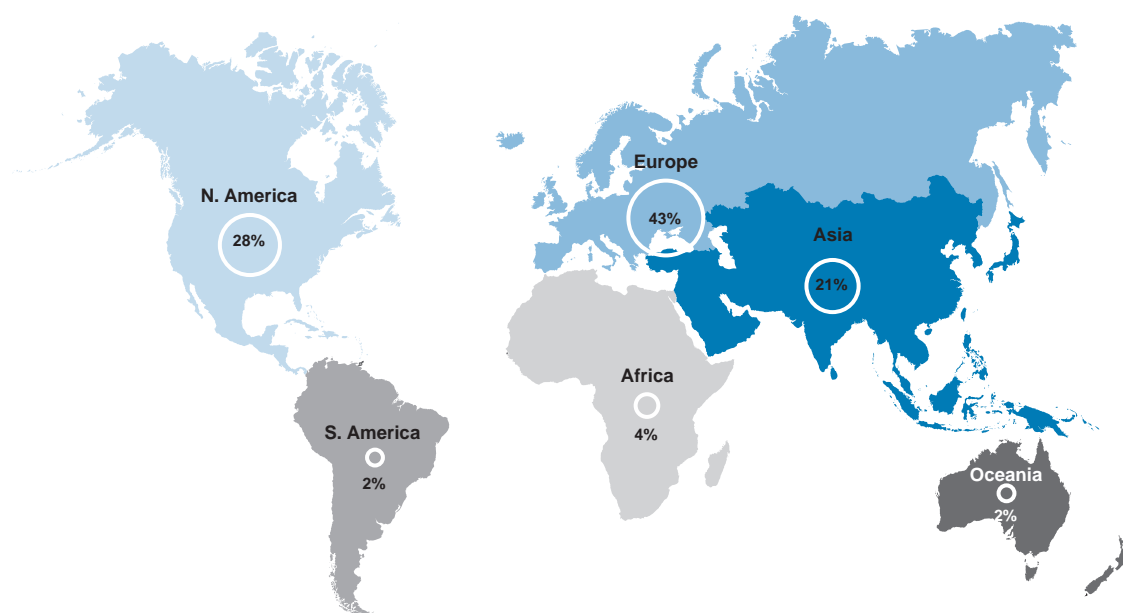 Europe
43%
N. America
28%
Asia
21%
Africa
4%
S. America
2%
Oceania
2%